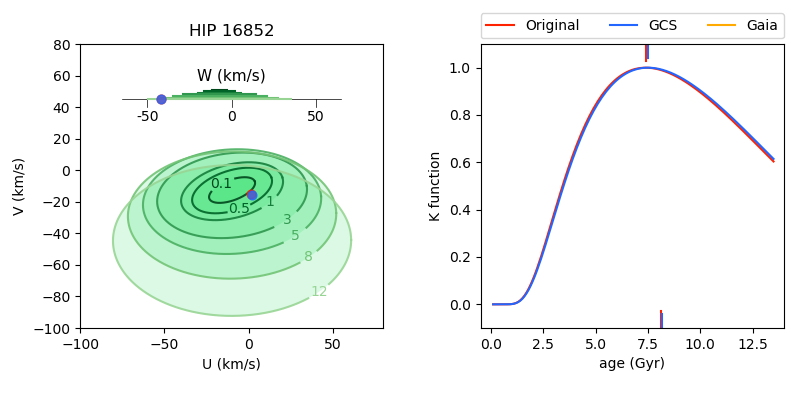 HIP 16852
Original GCS Gaia
80
60
40
20
0
−20
−40
−60
−80
−100
V (km/s)
W (km/s)
-50 0 50
0.1
0.5
1
3
5
8
12
−100 −50 0 50
U (km/s)
1.0
0.8
0.6
0.4
0.2
0.0
K function
0.0 2.5 5.0 7.5 10.0 12.5
age (Gyr)